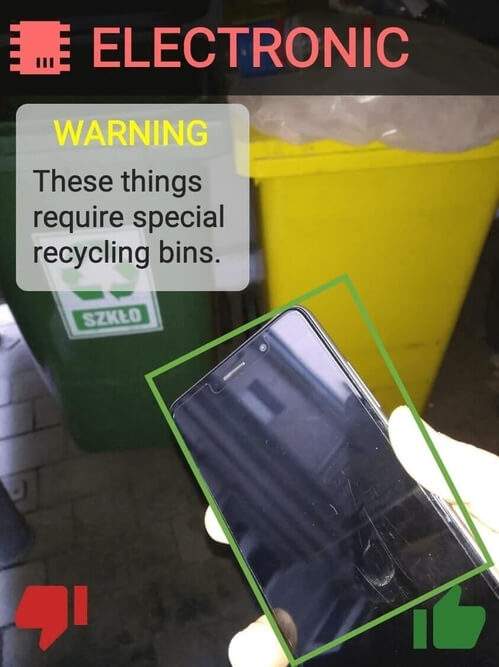 ELECTRONIC
WARNING
These things
require special
recycling bins.
SZKŁO